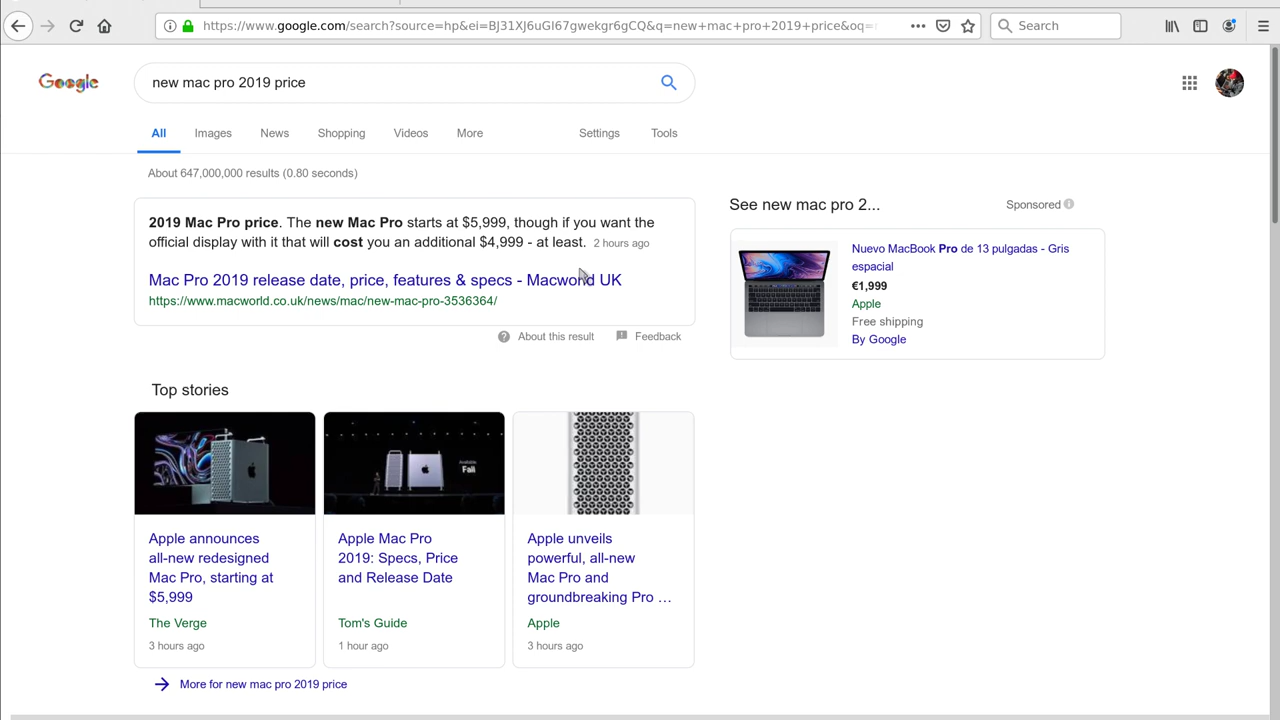 https://www.google.com/search?source=hp&ei=BJ31XJ6uGI67gwekgr6gCQ&q=new+mac+pro+2019+price&oq=
Search
Google
new mac pro 2019 price
All
Images
News
Shopping
Videos
More
Settings
Tools
About 647,000,000 results (0.80 seconds)
2019 Mac Pro price. The new Mac Pro starts at $5,999, though if you want the
official display with it that will cost you an additional $4,999 - at least. 2 hours ago
Mac Pro 2019 release date, price, features & specs - Macworld UK
https://www.macworld.co.uk/news/mac/new-mac-pro-3536364/
About this result
Feedback
See new mac pro 2...
Sponsored
Nuevo MacBook Pro de 13 pulgadas - Gris
espacial
€1,999
Apple
Free shipping
By Google
Top stories
Available
Fall
Apple announces
all-new redesigned
Mac Pro, starting at
$5,999
The Verge
3 hours ago
Apple Mac Pro
2019: Specs, Price
and Release Date
Tom's Guide
1 hour ago
Apple unveils
powerful, all-new
Mac Pro and
groundbreaking Pro ...
Apple
3 hours ago
More for new mac pro 2019 price